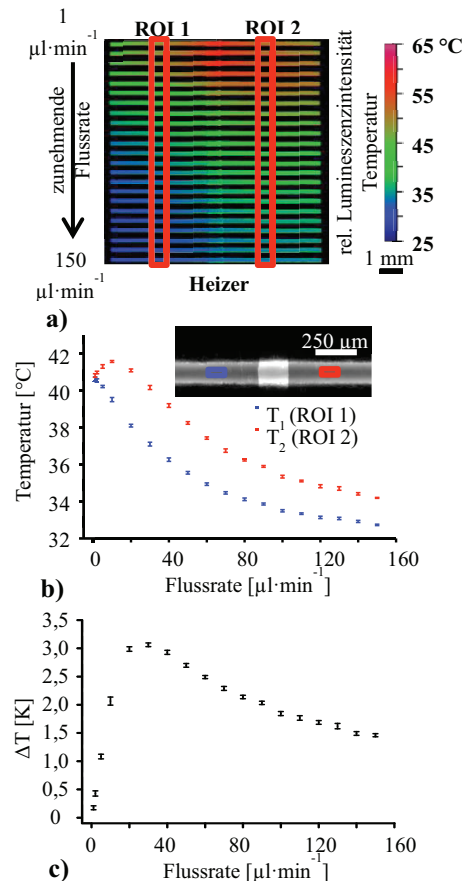 1
µl·min⁻¹
ROI 1
ROI 2
zunehmende
Flussrate
150
µl·min⁻¹
Heizer
rel. Lumineszenzintensität
Temperatur
65 °C
55
45
35
25
1 mm
a)
Temperatur [°C]
42
40
38
36
34
32
250 µm
T₁ (ROI 1)
T₂ (ROI 2)
0
40
80
120
160
b)
Flussrate [µl·min⁻¹]
ΔT [K]
3,5
3,0
2,5
2,0
1,5
1,0
0,5
0
0
40
80
120
160
c)
Flussrate [µl·min⁻¹]